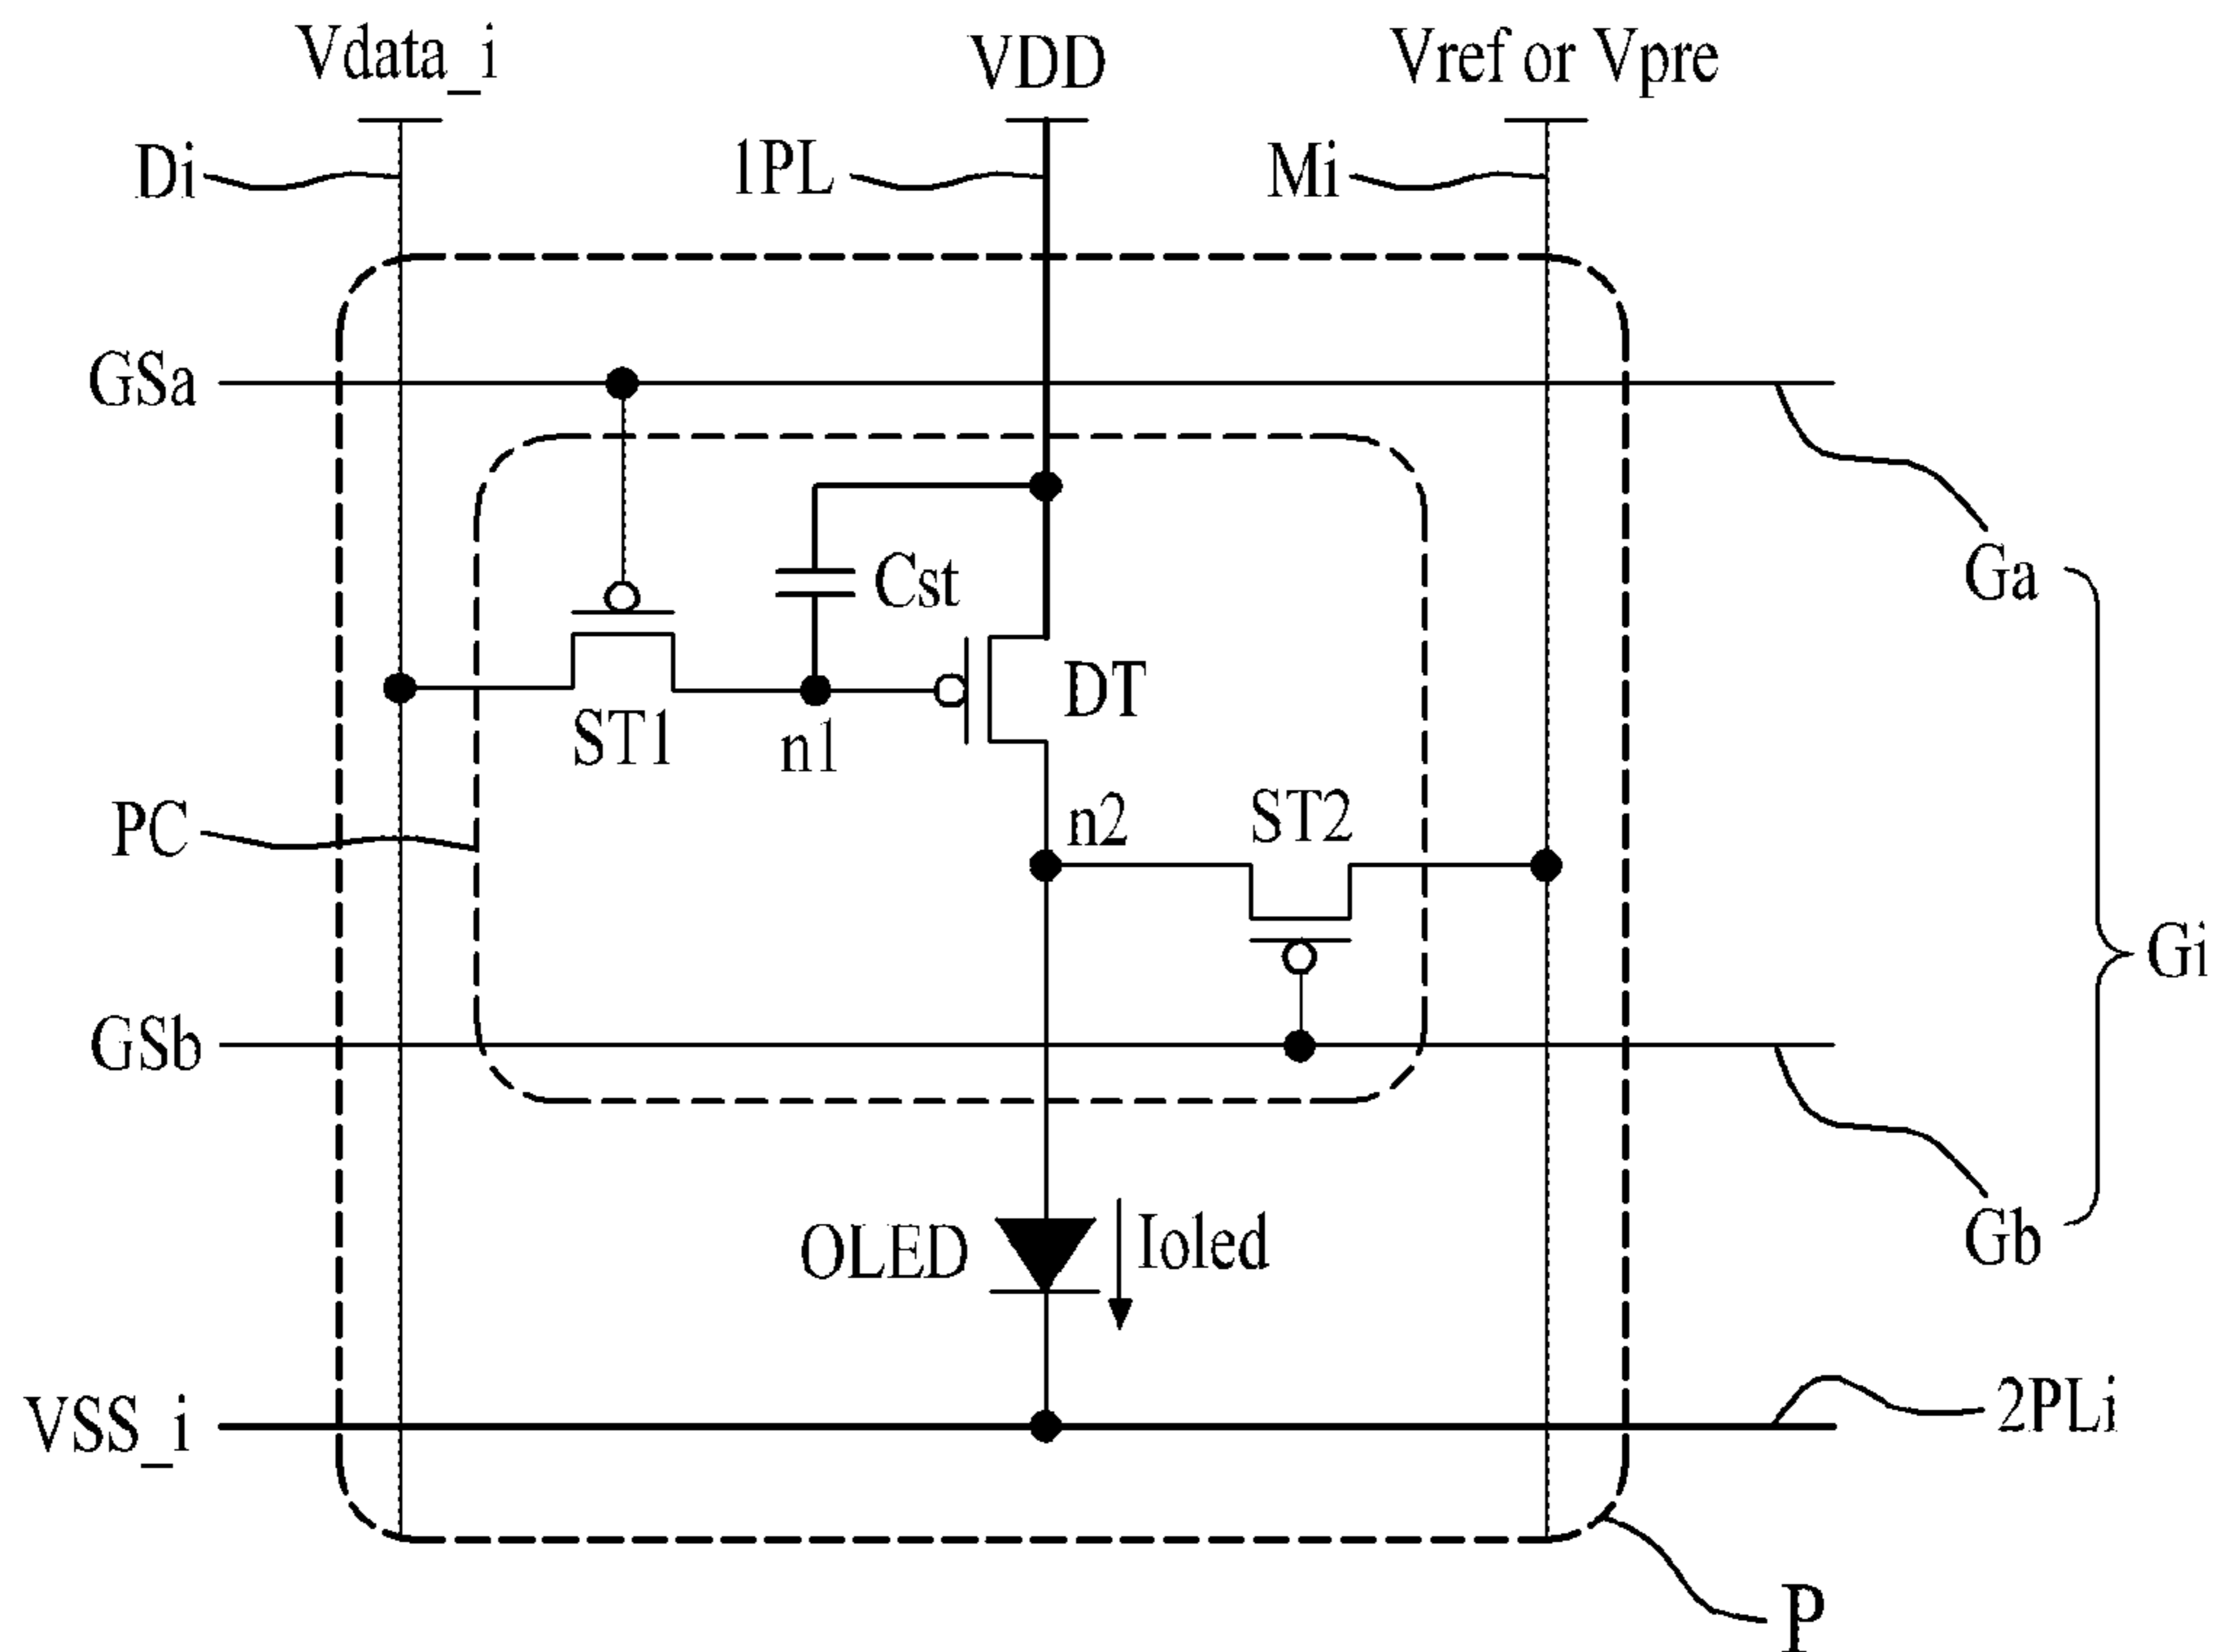 Vdata_i
VDD
Vref or Vpre
Di
1PL
Mi
GSa
Ga
Cst
DT
ST1
n1
PC
n2
ST2
Gi
GSb
Gb
OLED
Ioled
VSS_i
2PLi
P